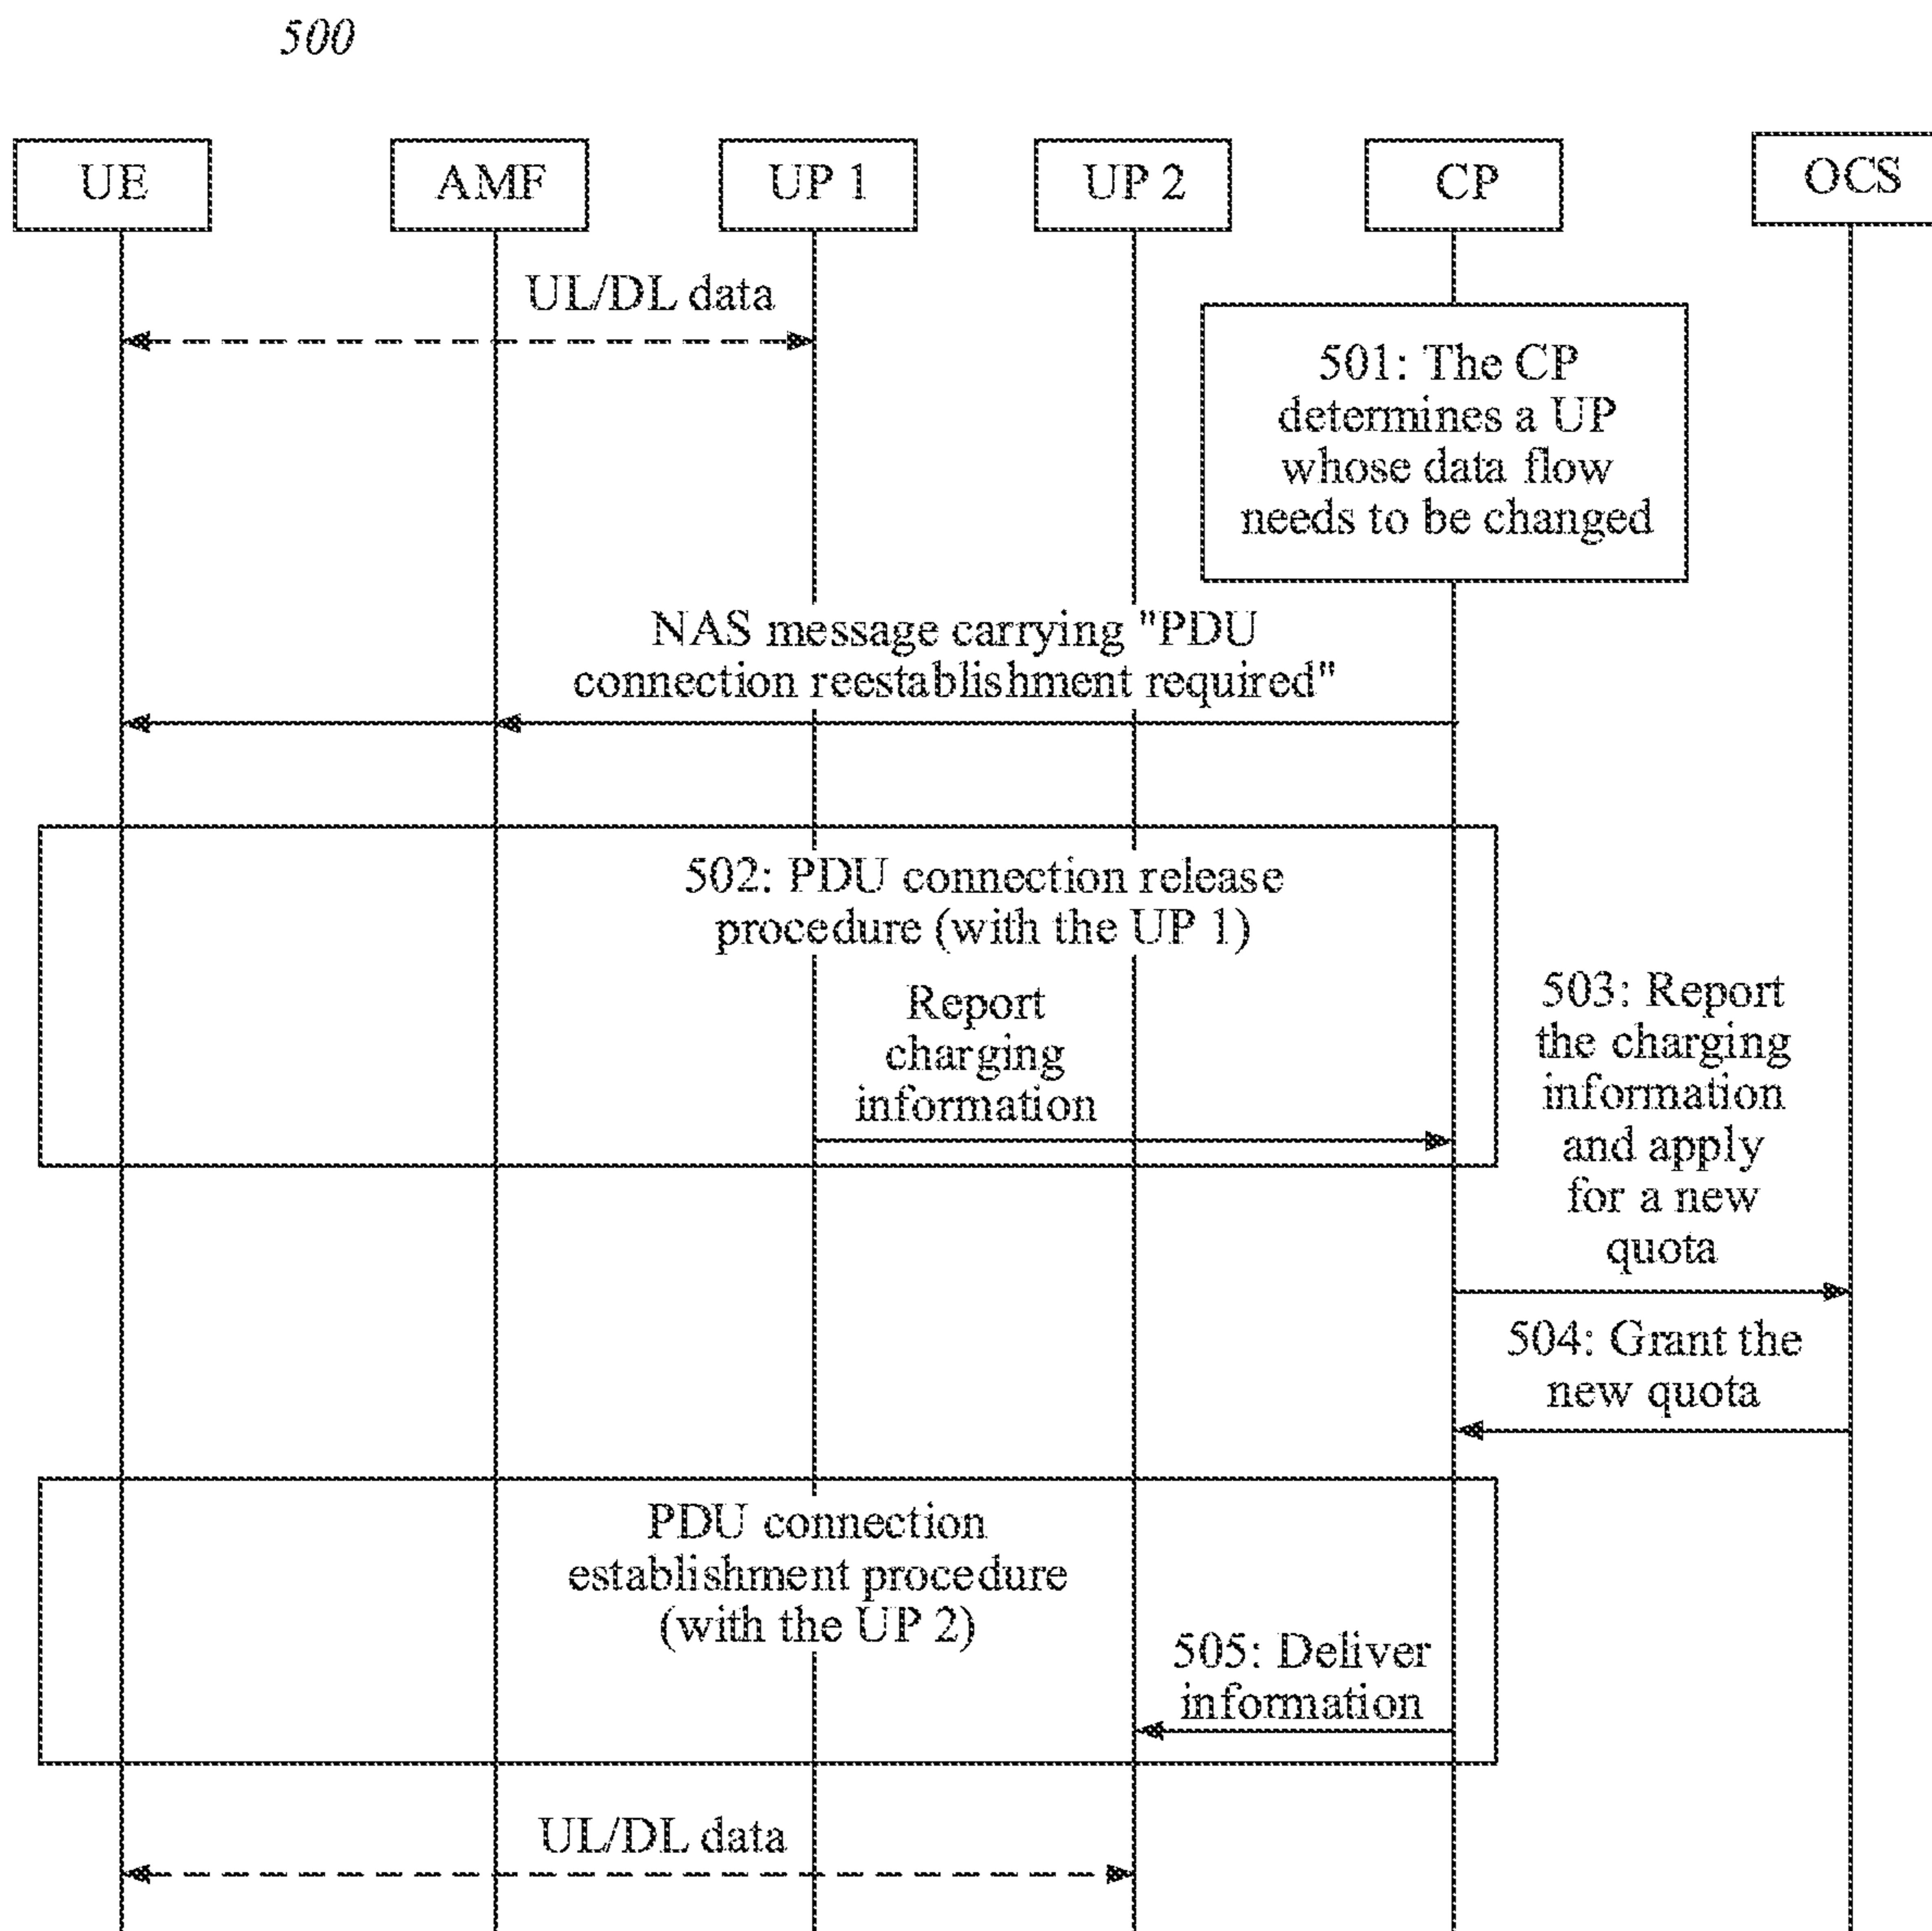 500
UE
AMF
UP 1
UP 2
CP
OCS
UL/DL data
501: The CP
determines a UP
whose data flow
needs to be changed
NAS message carrying "PDU
connection reestablishment required"
502: PDU connection release
procedure (with the UP 1)
Report
charging
information
503: Report
the charging
information
and apply
for a new
quota
504: Grant the
new quota
PDU connection
establishment procedure
(with the UP 2)
505: Deliver
information
UL/DL data